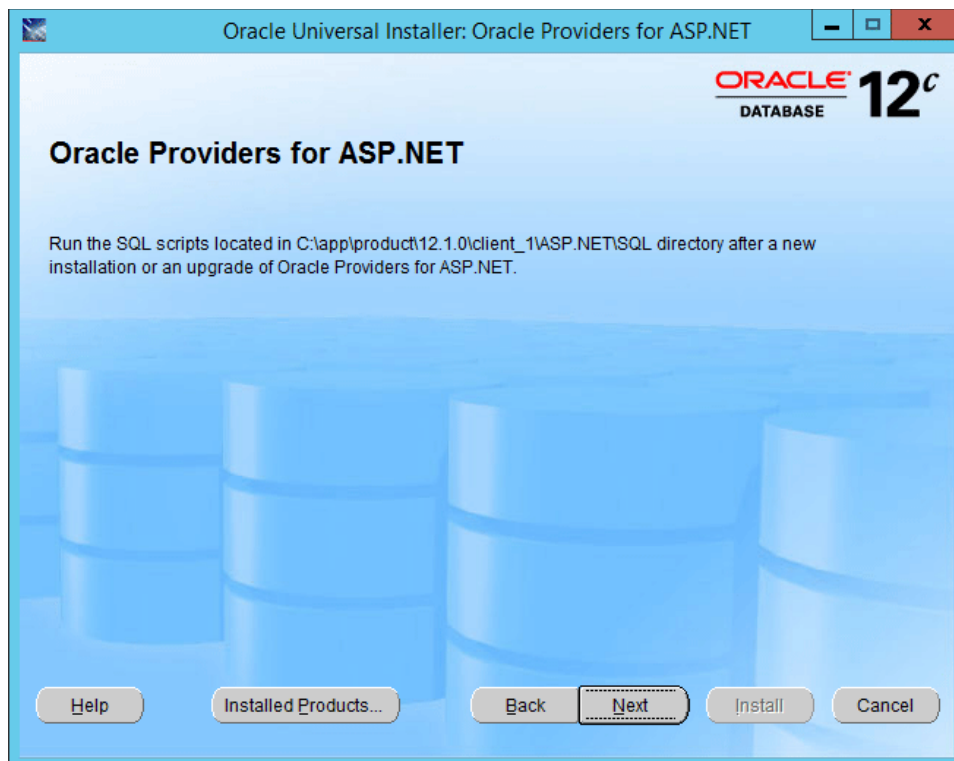 Oracle Universal Installer: Oracle Providers for ASP.NET
ORACLE 12c
DATABASE
Oracle Providers for ASP.NET
Run the SQL scripts located in C:\app\product\12.1.0\client_1\ASP.NET\SQL directory after a new
installation or an upgrade of Oracle Providers for ASP.NET.
Help Installed Products... Back Next Install Cancel